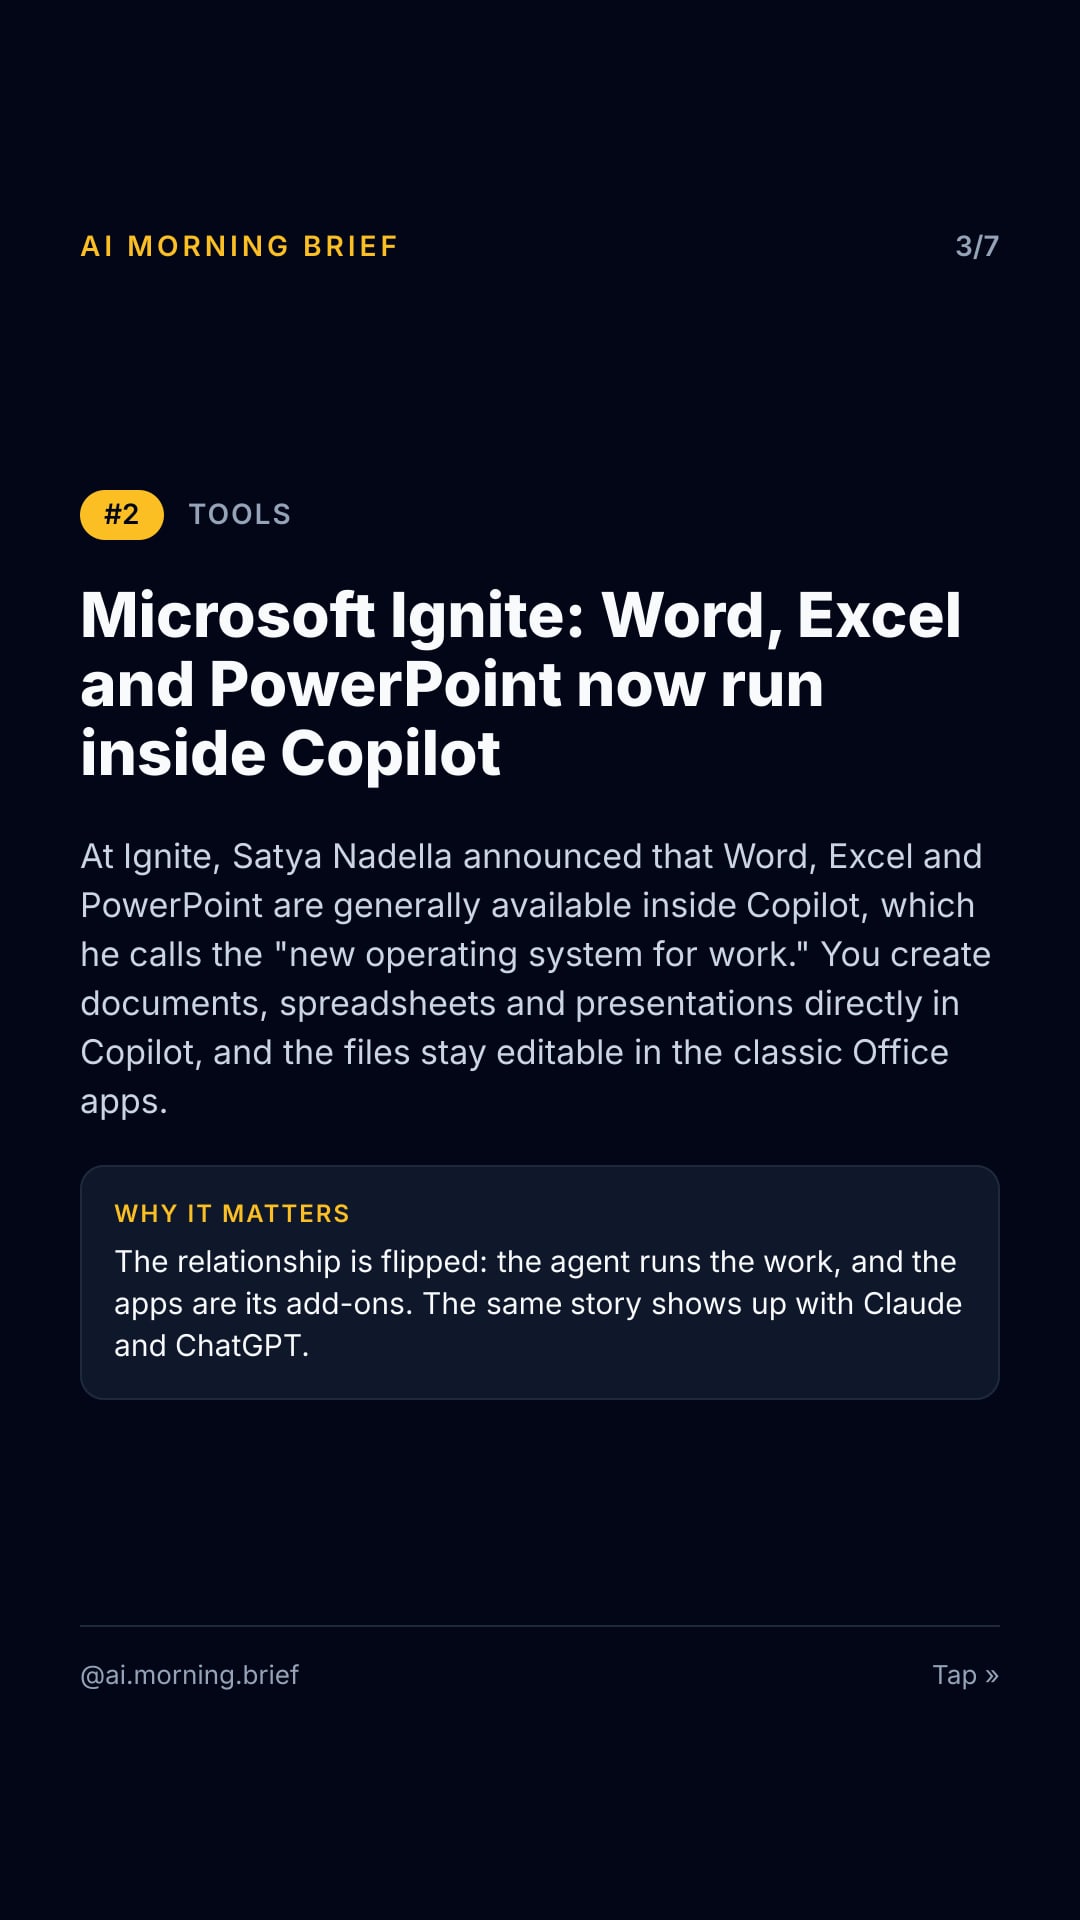 AI MORNING BRIEF
3/7
#2 TOOLS
Microsoft Ignite: Word, Excel
and PowerPoint now run
inside Copilot
At Ignite, Satya Nadella announced that Word, Excel and
PowerPoint are generally available inside Copilot, which
he calls the "new operating system for work." You create
documents, spreadsheets and presentations directly in
Copilot, and the files stay editable in the classic Office
apps.
WHY IT MATTERS
The relationship is flipped: the agent runs the work, and the
apps are its add-ons. The same story shows up with Claude
and ChatGPT.
@ai.morning.brief
Tap »